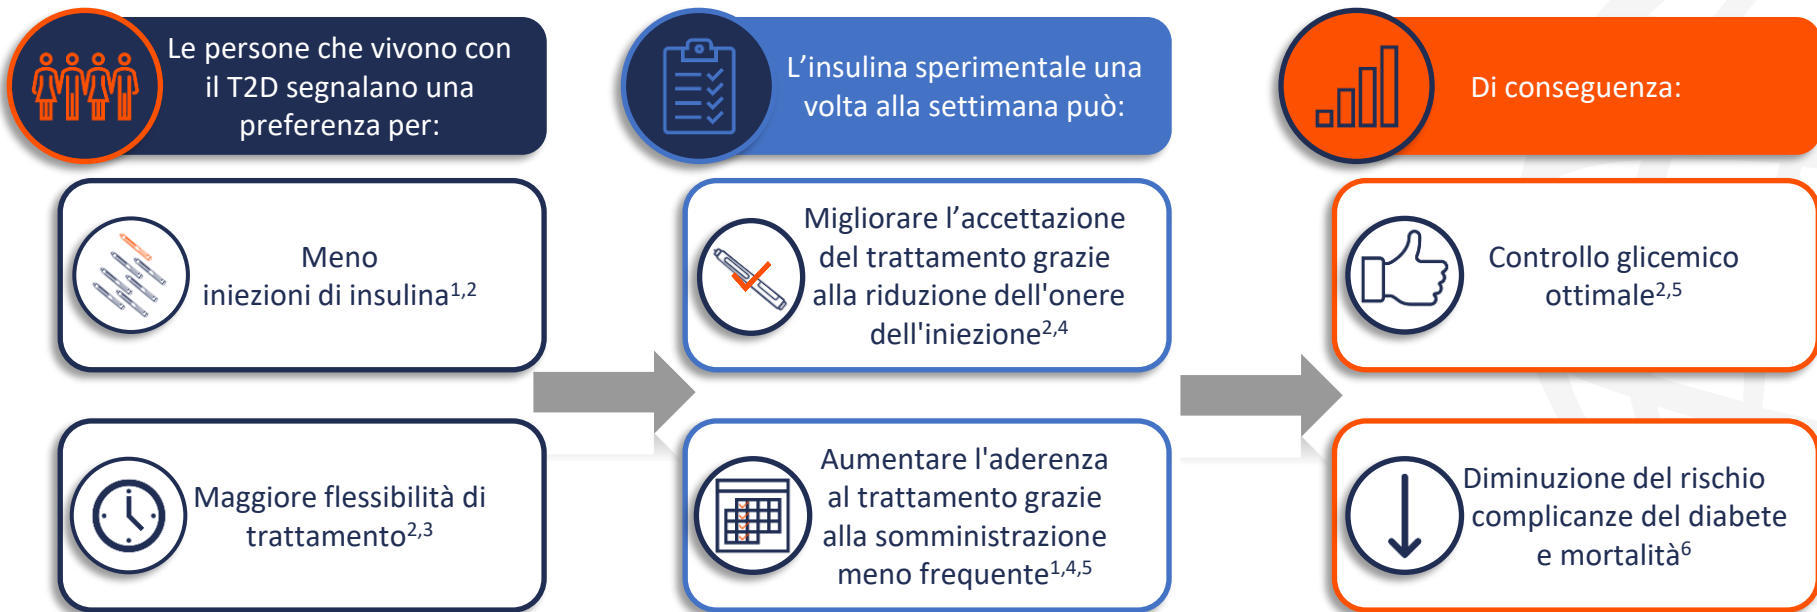 Le persone che vivono con
il T2D segnalano una
preferenza per:
Meno
iniezioni di insulina1,2
Maggiore flessibilità di
trattamento2,3
L’insulina sperimentale una
volta alla settimana può:
Migliorare l’accettazione
del trattamento grazie
alla riduzione dell'onere
dell'iniezione2,4
Aumentare l'aderenza
al trattamento grazie
alla somministrazione
meno frequente1,4,5
Di conseguenza:
Controllo glicemico
ottimale2,5
Diminuzione del rischio
complicanze del diabete
e mortalità6